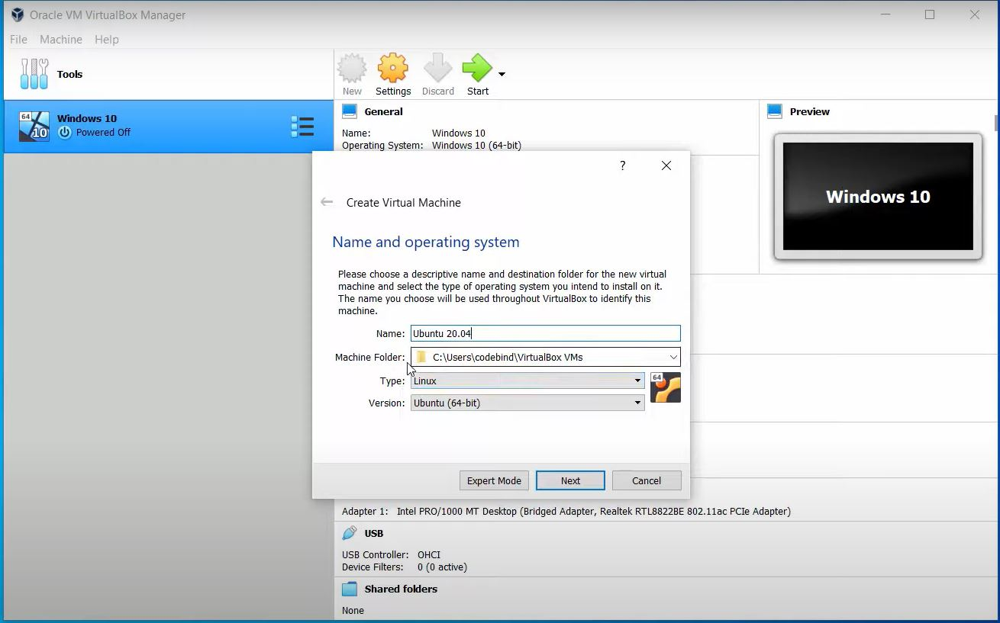 Oracle VM VirtualBox Manager
File Machine Help
Tools
New Settings Discard Start
64
10
Windows 10
Powered Off
General
Name: Windows 10
Operating System: Windows 10 (64-bit)
Preview
Windows 10
?
Create Virtual Machine
Name and operating system
Please choose a descriptive name and destination folder for the new virtual
machine and select the type of operating system you intend to install on it.
The name you choose will be used throughout VirtualBox to identify this
machine.
Name: Ubuntu 20.04
Machine Folder: C:\Users\codebind\VirtualBox VMs
Type: Linux
64
Version: Ubuntu (64-bit)
Expert Mode Next Cancel
Adapter 1: Intel PRO/1000 MT Desktop (Bridged Adapter, Realtek RTL8822BE 802.11ac PCIe Adapter)
USB
USB Controller: OHCI
Device Filters: 0 (0 active)
Shared folders
None